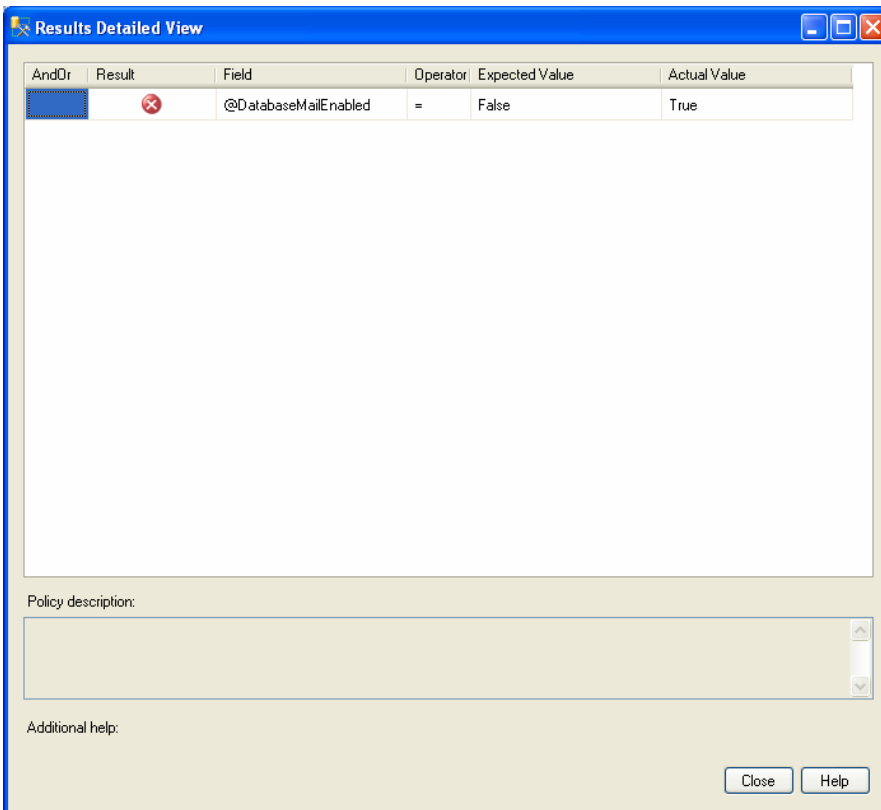 Results Detailed View
AndOr Result Field Operator Expected Value Actual Value
@DatabaseMailEnabled = False True
Policy description:
Additional help:
Close Help